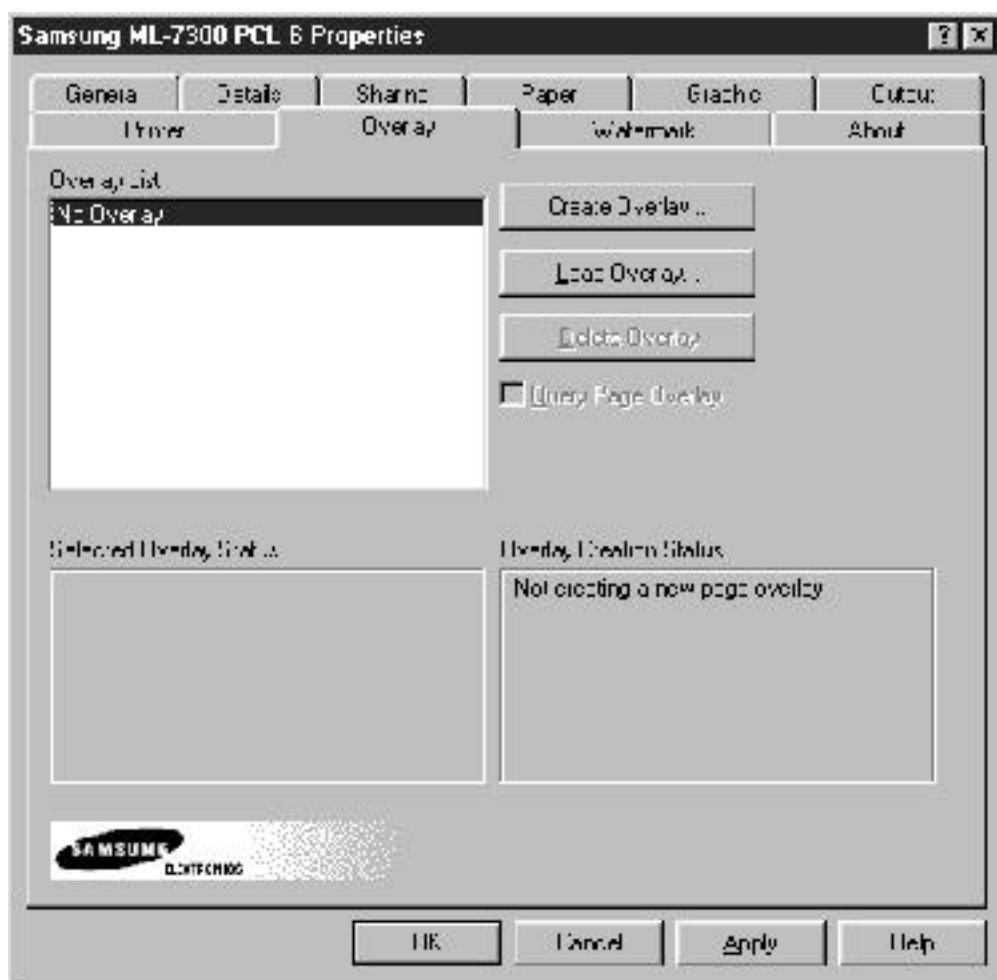 Samsung ML-7300 PCL 6 Properties
General Details Sharing Paper Graphic Output
Printer Overlay Watermark About
Overlay List
No Overlay
Create Overlay...
Load Overlay...
Delete Overlay
Query Page Overlay
Selected Overlay Status
Overlay Creation Status
Not creating a new page overlay
SAMSUNG
ELECTRONICS
OK Cancel Apply Help